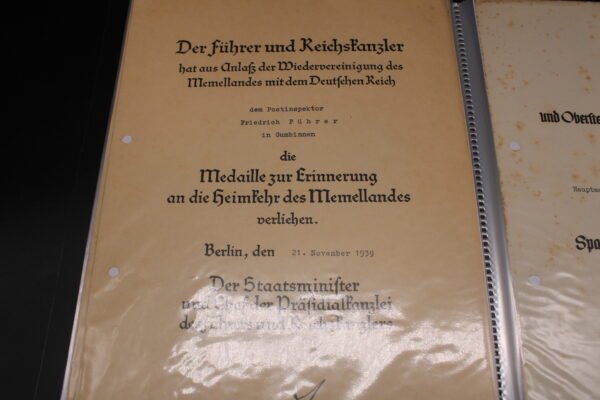 Der Führer und Reichskanzler
hat aus Anlaß der Wiedervereinigung des
Memellandes mit dem Deutschen Reich
dem Postinspektor
Friedrich P ü h r e r
in Gumbinnen
die
Medaille zur Erinnerung
an die Heimkehr des Memellandes
verliehen.
Berlin, den 21. November 1939
Der Staatsminister
und Chef der Präsidialkanzlei
des Führers und Reichskanzlers
und Oberste
Hauptma
Spa